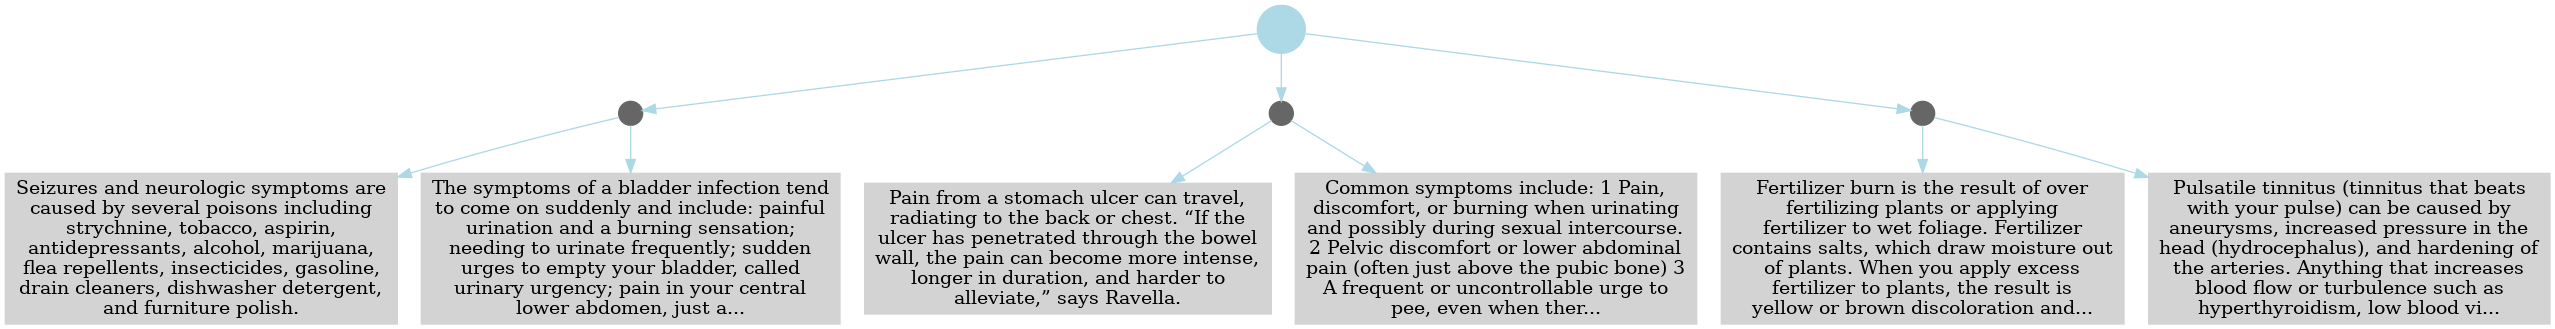 Seizures and neurologic symptoms are
caused by several poisons including
strychnine, tobacco, aspirin,
antidepressants, alcohol, marijuana,
flea repellents, insecticides, gasoline,
drain cleaners, dishwasher detergent,
and furniture polish.
The symptoms of a bladder infection tend
to come on suddenly and include: painful
urination and a burning sensation;
needing to urinate frequently; sudden
urges to empty your bladder, called
urinary urgency; pain in your central
lower abdomen, just a...
Pain from a stomach ulcer can travel,
radiating to the back or chest. “If the
ulcer has penetrated through the bowel
wall, the pain can become more intense,
longer in duration, and harder to
alleviate,” says Ravella.
Common symptoms include: 1 Pain,
discomfort, or burning when urinating
and possibly during sexual intercourse.
2 Pelvic discomfort or lower abdominal
pain (often just above the pubic bone) 3
A frequent or uncontrollable urge to
pee, even when ther...
Fertilizer burn is the result of over
fertilizing plants or applying
fertilizer to wet foliage. Fertilizer
contains salts, which draw moisture out
of plants. When you apply excess
fertilizer to plants, the result is
yellow or brown discoloration and...
Pulsatile tinnitus (tinnitus that beats
with your pulse) can be caused by
aneurysms, increased pressure in the
head (hydrocephalus), and hardening of
the arteries. Anything that increases
blood flow or turbulence such as
hyperthyroidism, low blood vi...